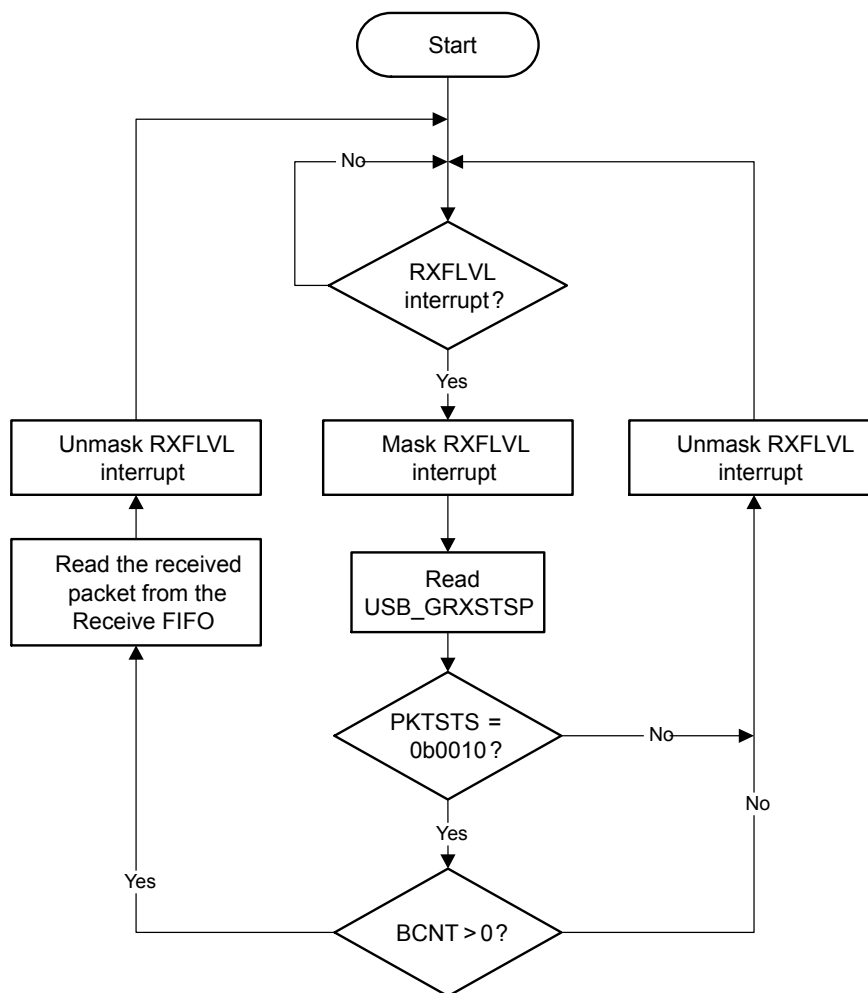 Start
No
RXFLVL
interrupt?
Yes
Unmask RXFLVL
interrupt
Mask RXFLVL
interrupt
Unmask RXFLVL
interrupt
Read the received
packet from the
Receive FIFO
Read
USB_GRXSTSP
PKTSTS =
0b0010?
No
No
Yes
Yes
BCNT > 0?